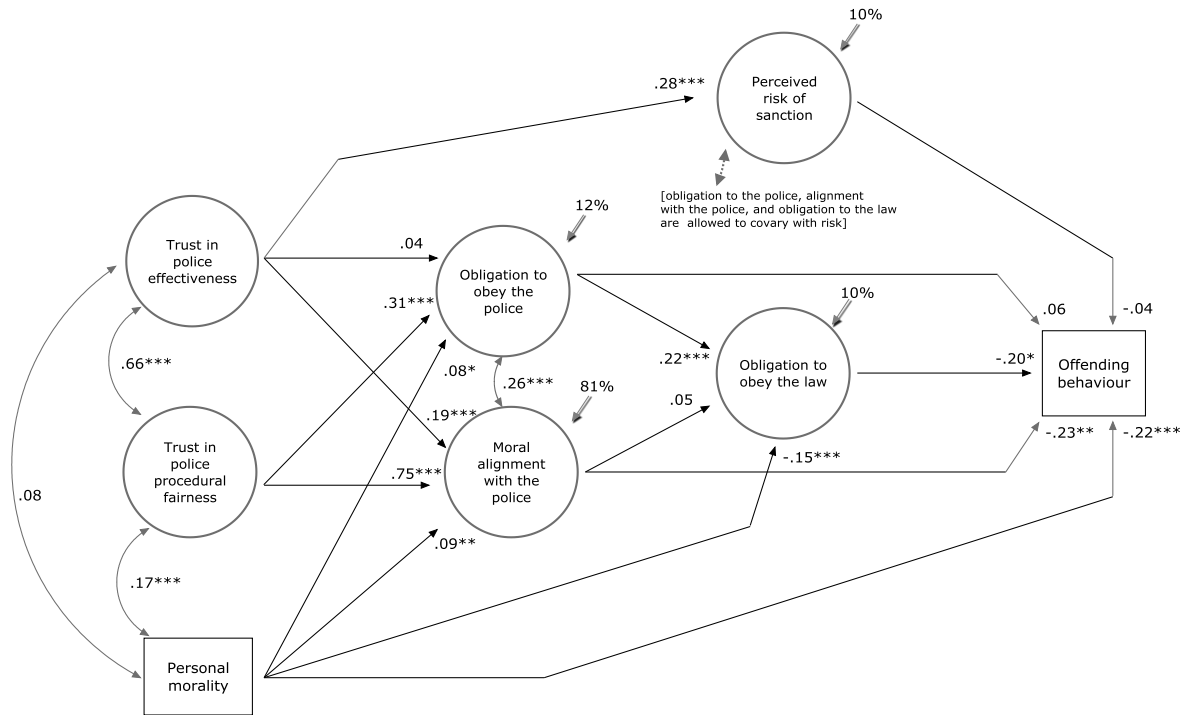 10%
.28***
Perceived
risk of
sanction
[obligation to the police, alignment
with the police, and obligation to the law
are allowed to covary with risk]
12%
Trust in
police
effectiveness
.04
Obligation to
obey the
police
.31***
10%
.06
-.04
.66***
.08*
.26***
.22***
Obligation to
obey the law
-.20*
Offending
behaviour
81%
.05
.19***
-.23**
-.22***
Trust in
police
procedural
fairness
.75***
Moral
alignment
with the
police
-.15***
.08
.09**
.17***
Personal
morality